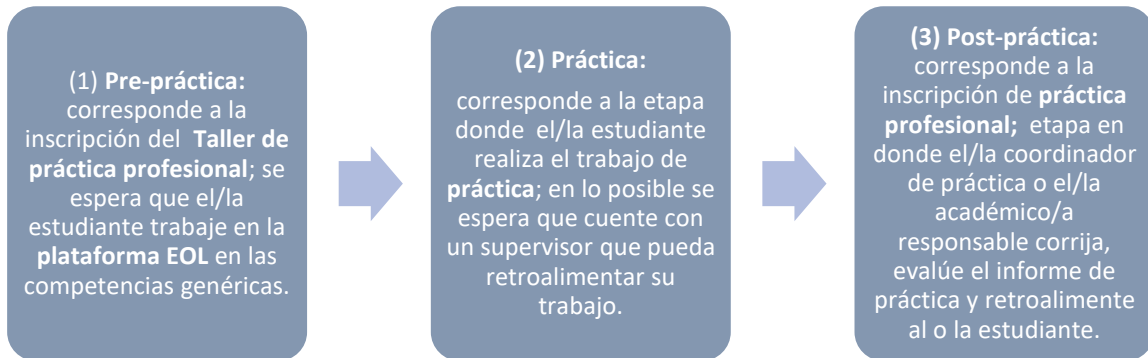 (1) Pre-práctica:
corresponde a la
inscripción del Taller de
práctica profesional; se
espera que el/la
estudiante trabaje en la
plataforma EOL en las
competencias genéricas.
(2) Práctica:
corresponde a la etapa
donde el/la estudiante
realiza el trabajo de
práctica; en lo posible se
espera que cuente con
un supervisor que pueda
retroalimentar su
trabajo.
(3) Post-práctica:
corresponde a la
inscripción de práctica
profesional; etapa en
donde el/la coordinador
de práctica o el/la
académico/a
responsable corrija,
evalúe el informe de
práctica y retroalimente
al o la estudiante.